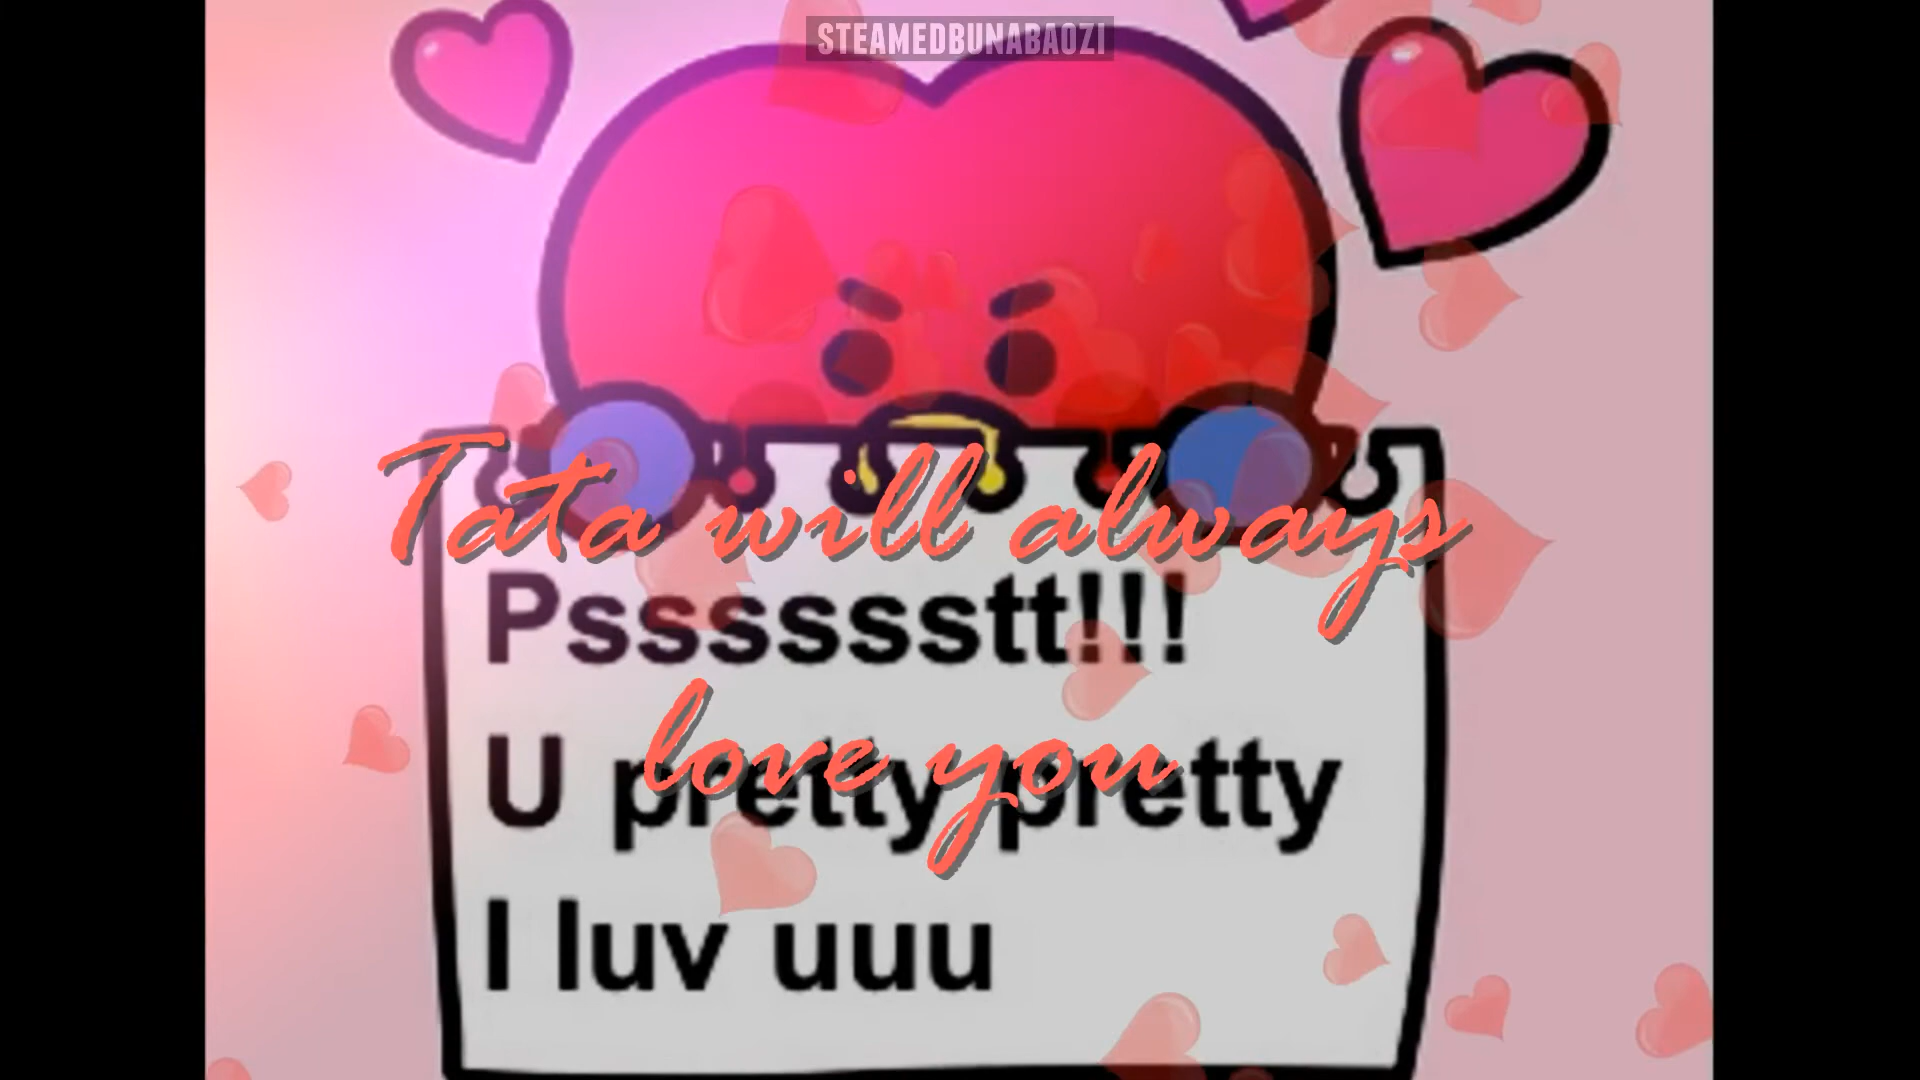 STEAMEDBUNABAOZI
Tata will always
Psssssstt!!!
love you
U pretty pretty
I luv uuu